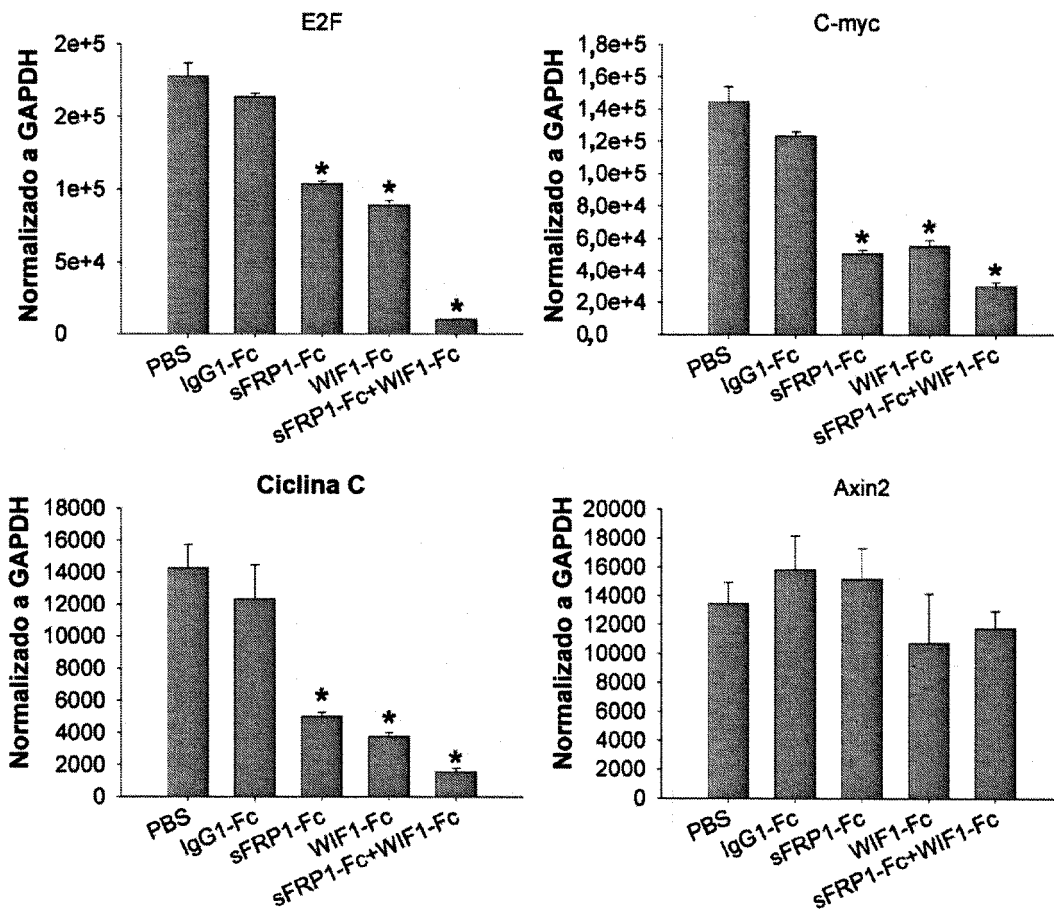 E2F
Normalizado a GAPDH
2e+5
2e+5
1e+5
5e+4
0
*
*
*
PBS
IgG1-Fc
sFRP1-Fc
WIF1-Fc
sFRP1-Fc+WIF1-Fc
C-myc
Normalizado a GAPDH
1,8e+5
1,6e+5
1,4e+5
1,2e+5
1,0e+5
8,0e+4
6,0e+4
4,0e+4
2,0e+4
0,0
*
*
*
PBS
IgG1-Fc
sFRP1-Fc
WIF1-Fc
sFRP1-Fc+WIF1-Fc
Ciclina C
Normalizado a GAPDH
18000
16000
14000
12000
10000
8000
6000
4000
2000
0
*
*
*
PBS
IgG1-Fc
sFRP1-Fc
WIF1-Fc
sFRP1-Fc+WIF1-Fc
Axin2
Normalizado a GAPDH
20000
18000
16000
14000
12000
10000
8000
6000
4000
2000
0
PBS
IgG1-Fc
sFRP1-Fc
WIF1-Fc
sFRP1-Fc+WIF1-Fc